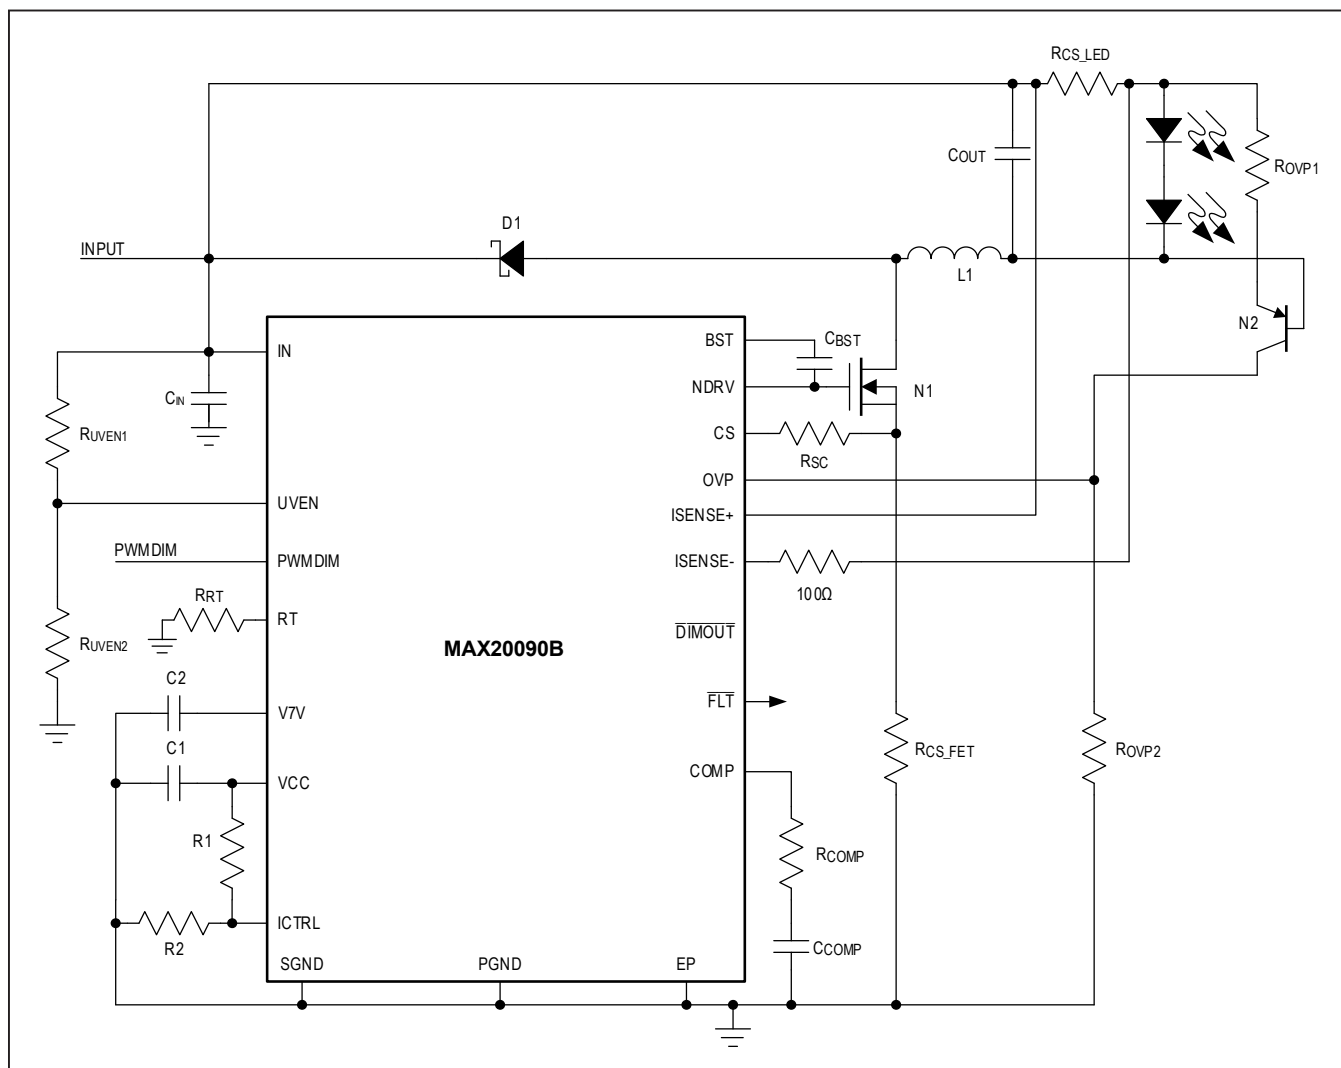 RCS_LED
COUT
ROVP1
D1
INPUT
L1
N2
BST
CBST
IN
NDRV
N1
CIN
RUVEN1
CS
RSC
OVP
UVEN
ISENSE+
PWMDIM
PWMDIM
ISENSE-
100Ω
RRT
RT
DIMOUT
RUVEN2
MAX20090B
C2
V7V
FLT
C1
RCS_FET
ROVP2
VCC
COMP
R1
RCOMP
ICTRL
R2
CCOMP
SGND
PGND
EP